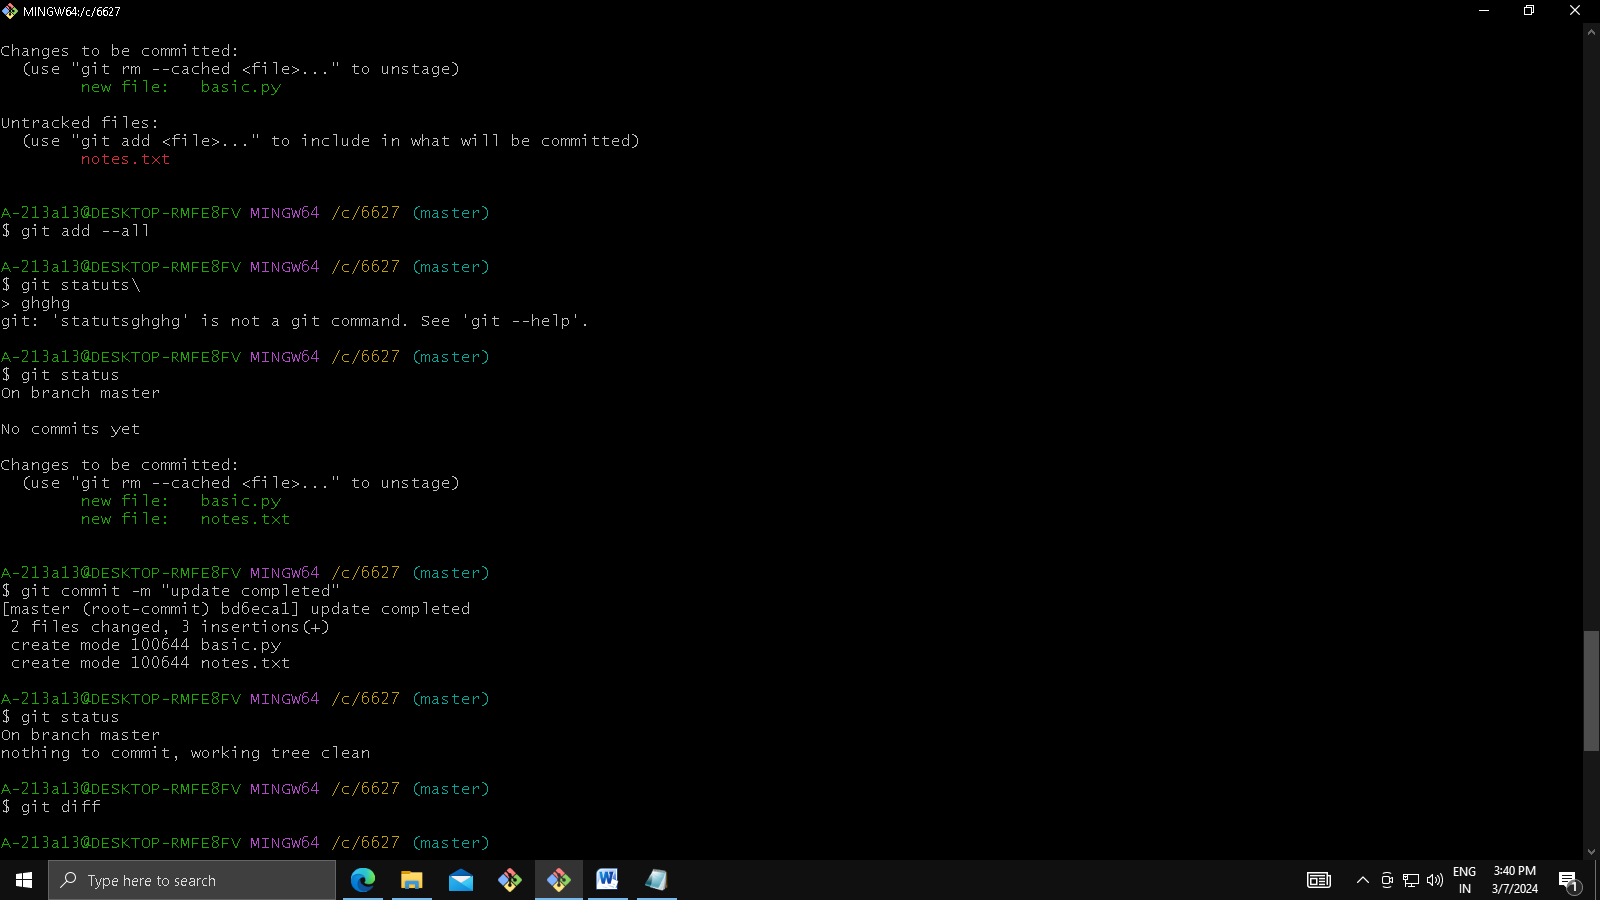 MINGW64:/c/6627
Changes to be committed:
  (use "git rm --cached <file>..." to unstage)
        new file:   basic.py
Untracked files:
  (use "git add <file>..." to include in what will be committed)
        notes.txt
A-213a13@DESKTOP-RMFE8FV MINGW64 /c/6627 (master)
$ git add --all
A-213a13@DESKTOP-RMFE8FV MINGW64 /c/6627 (master)
$ git statuts\
> ghghg
git: 'statutsghghg' is not a git command. See 'git --help'.
A-213a13@DESKTOP-RMFE8FV MINGW64 /c/6627 (master)
$ git status
On branch master
No commits yet
Changes to be committed:
  (use "git rm --cached <file>..." to unstage)
        new file:   basic.py
        new file:   notes.txt
A-213a13@DESKTOP-RMFE8FV MINGW64 /c/6627 (master)
$ git commit -m "update completed"
[master (root-commit) bd6eca1] update completed
 2 files changed, 3 insertions(+)
 create mode 100644 basic.py
 create mode 100644 notes.txt
A-213a13@DESKTOP-RMFE8FV MINGW64 /c/6627 (master)
$ git status
On branch master
nothing to commit, working tree clean
A-213a13@DESKTOP-RMFE8FV MINGW64 /c/6627 (master)
$ git diff
A-213a13@DESKTOP-RMFE8FV MINGW64 /c/6627 (master)
Type here to search
ENG
IN
3:40 PM
3/7/2024
1